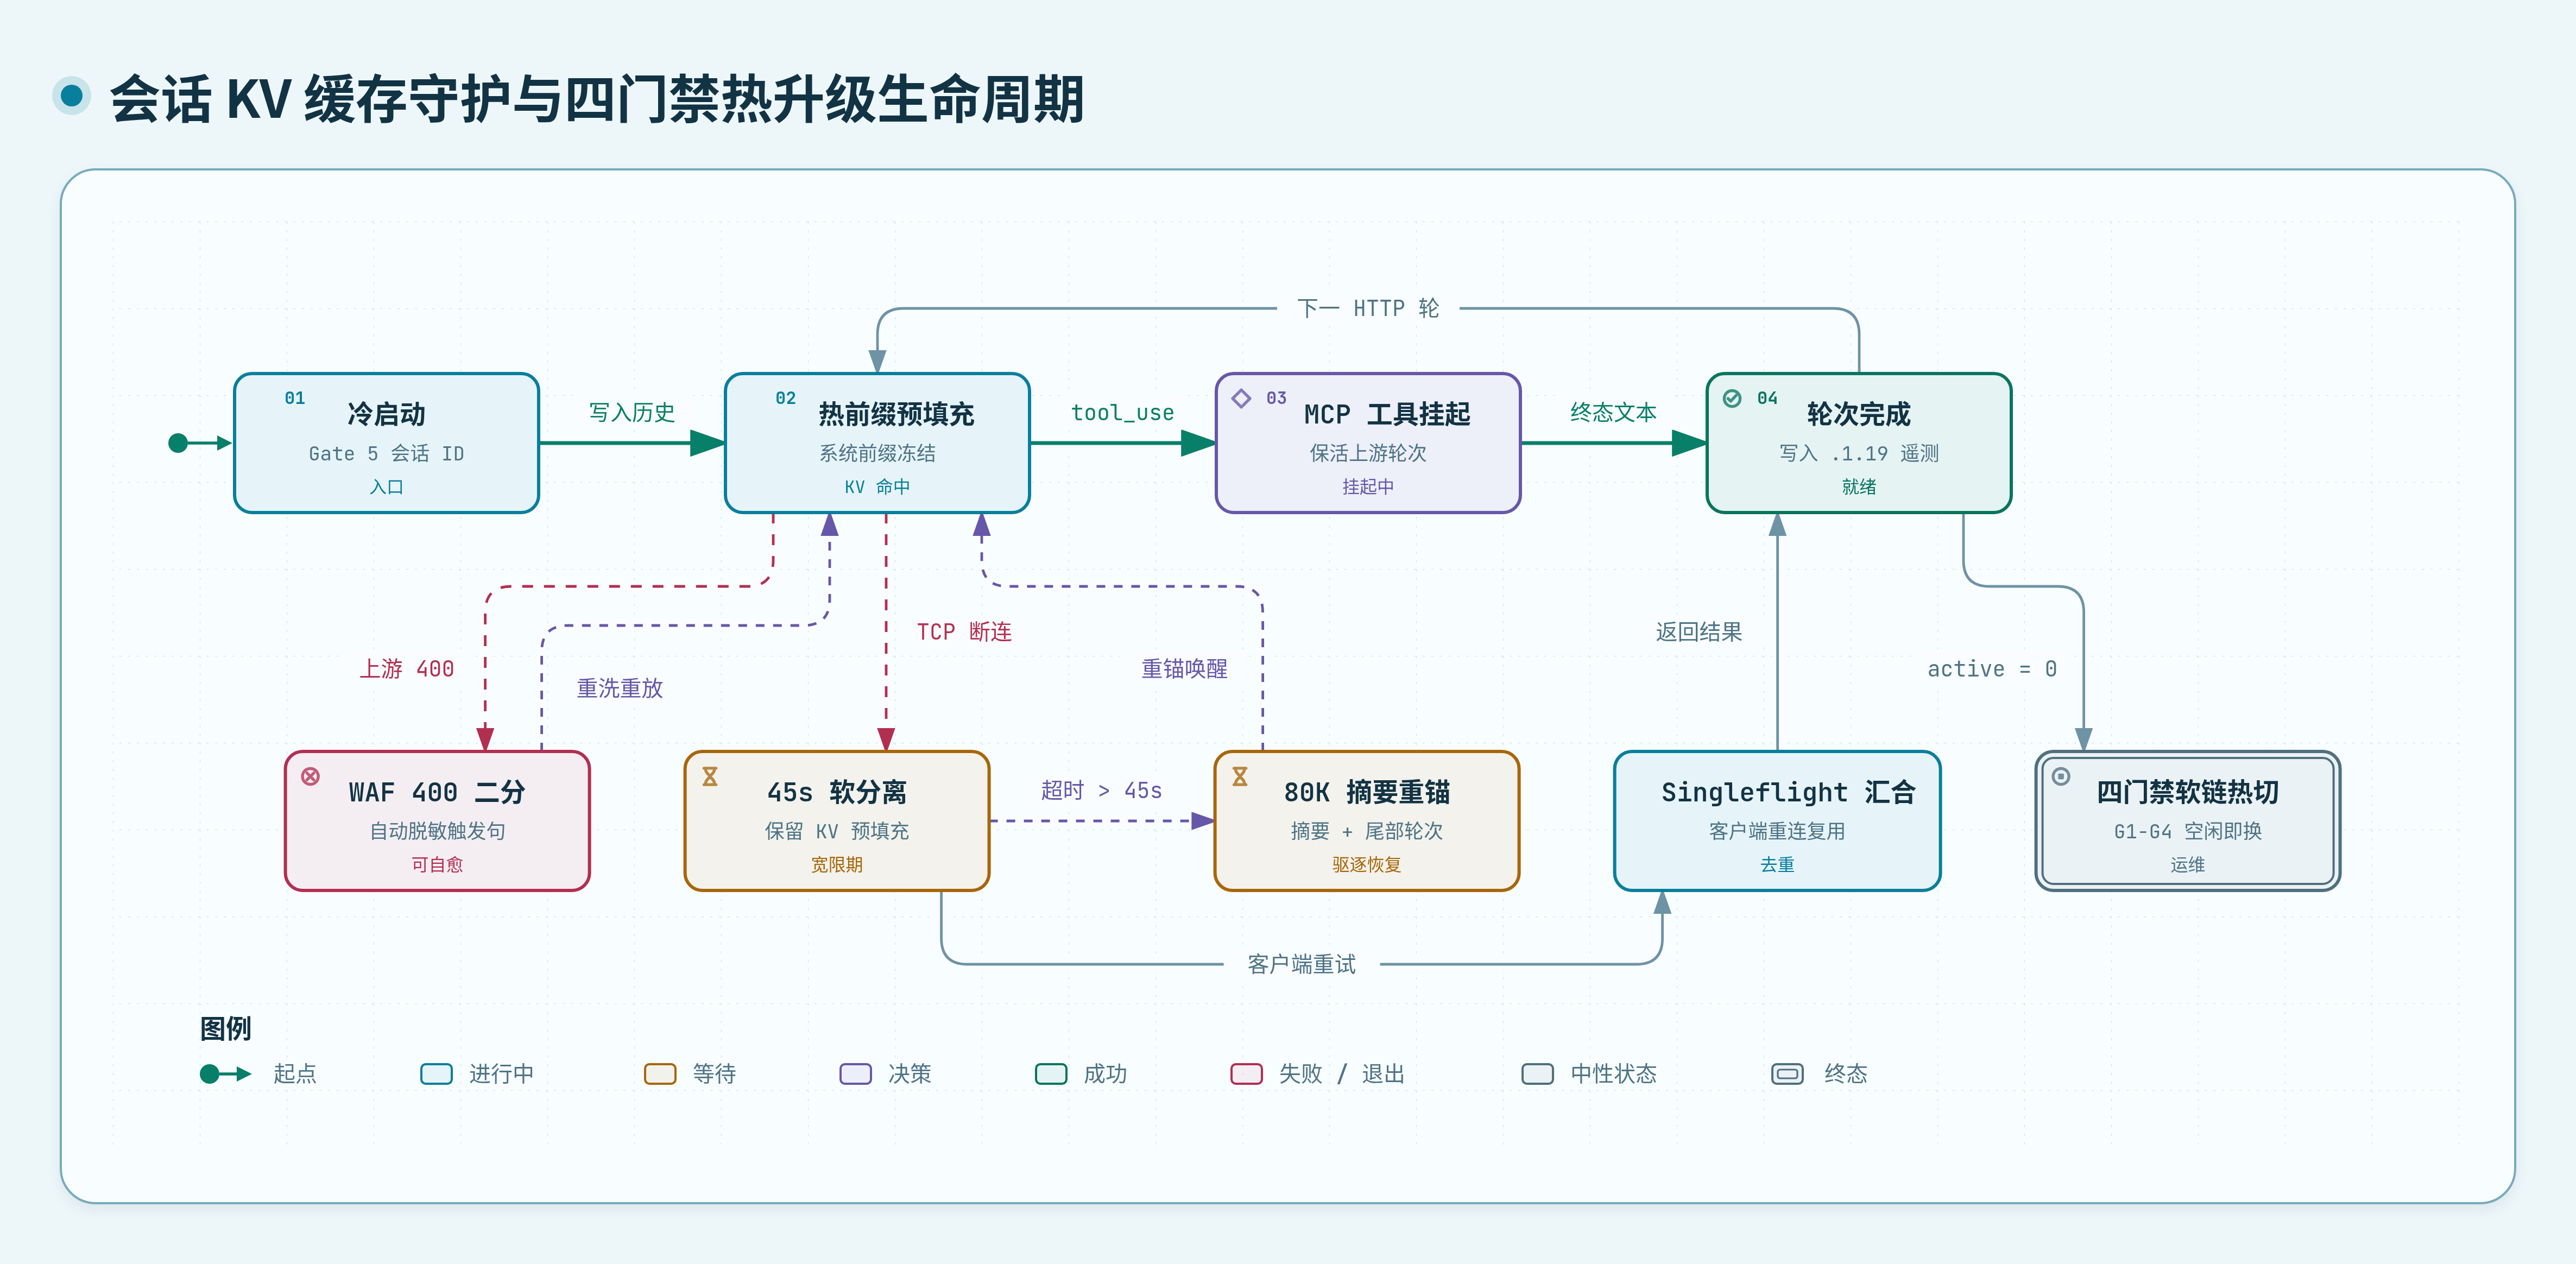 会话 KV 缓存守护与四门禁热升级生命周期
下一 HTTP 轮
01
冷启动
Gate 5 会话 ID
入口
写入历史
02
热前缀预填充
系统前缀冻结
KV 命中
tool_use
03
MCP 工具挂起
保活上游轮次
挂起中
终态文本
04
轮次完成
写入 .1.19 遥测
就绪
上游 400
重洗重放
TCP 断连
重锚唤醒
返回结果
active = 0
WAF 400 二分
自动脱敏触发句
可自愈
45s 软分离
保留 KV 预填充
宽限期
超时 > 45s
80K 摘要重锚
摘要 + 尾部轮次
驱逐恢复
Singleflight 汇合
客户端重连复用
去重
四门禁软链热切
G1-G4 空闲即换
运维
客户端重试
图例
起点
进行中
等待
决策
成功
失败 / 退出
中性状态
终态